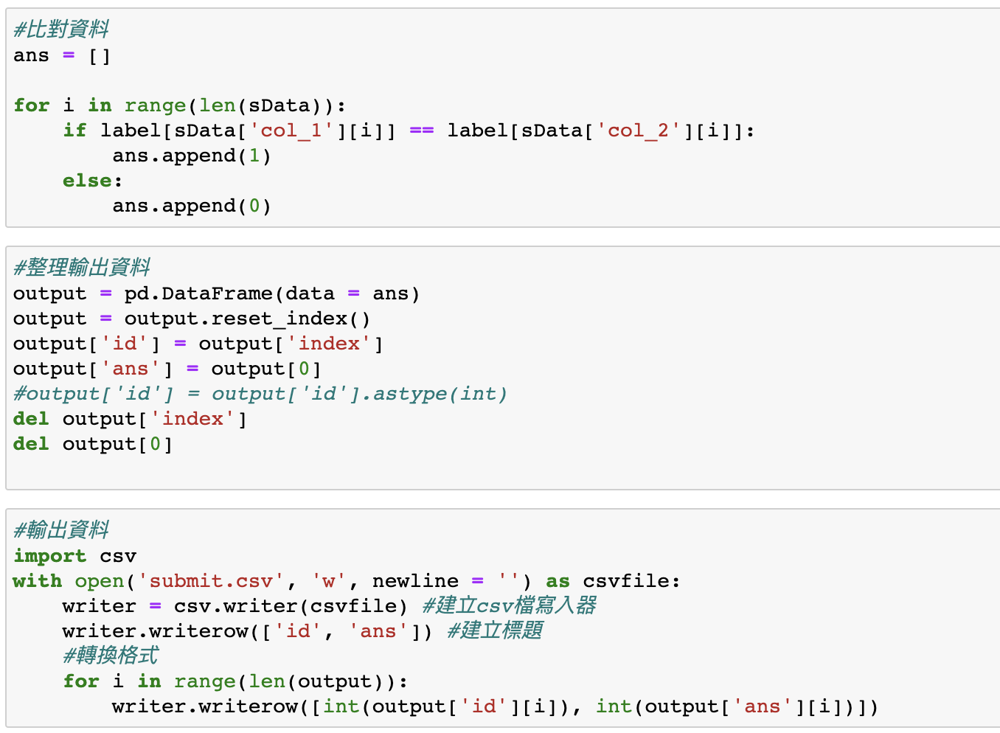 #比對資料
ans = []
for i in range(len(sData)):
    if label[sData['col_1'][i]] == label[sData['col_2'][i]]:
        ans.append(1)
    else:
        ans.append(0)
#整理輸出資料
output = pd.DataFrame(data = ans)
output = output.reset_index()
output['id'] = output['index']
output['ans'] = output[0]
#output['id'] = output['id'].astype(int)
del output['index']
del output[0]
#輸出資料
import csv
with open('submit.csv', 'w', newline = '') as csvfile:
    writer = csv.writer(csvfile) #建立csv檔寫入器
    writer.writerow(['id', 'ans']) #建立標題
    #轉換格式
    for i in range(len(output)):
        writer.writerow([int(output['id'][i]), int(output['ans'][i])])